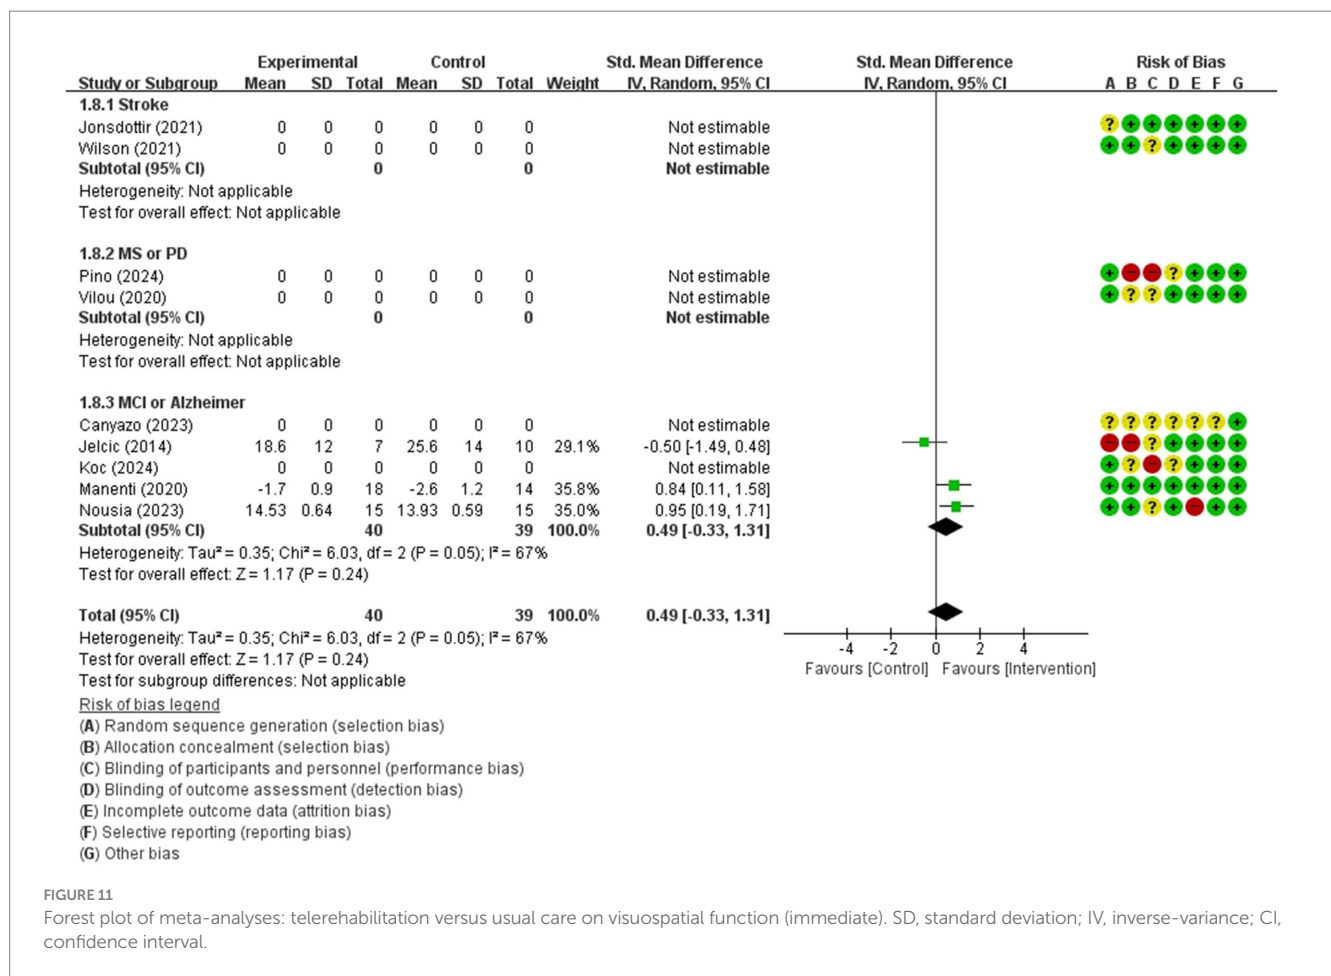 Experimental Control Std. Mean Difference Std. Mean Difference Risk of Bias
Study or Subgroup Mean SD Total Mean SD Total Weight IV, Random, 95% CI IV, Random, 95% CI A B C D E F G
1.8.1 Stroke
Jonsdottir (2021) 0 0 0 0 0 0 Not estimable ? + + + + + +
Wilson (2021) 0 0 0 0 0 0 Not estimable + + ? + + + +
Subtotal (95% CI) 0 0 Not estimable
Heterogeneity: Not applicable
Test for overall effect: Not applicable
1.8.2 MS or PD
Pino (2024) 0 0 0 0 0 0 Not estimable + − − ? + + +
Vilou (2020) 0 0 0 0 0 0 Not estimable + ? ? + + + +
Subtotal (95% CI) 0 0 Not estimable
Heterogeneity: Not applicable
Test for overall effect: Not applicable
1.8.3 MCI or Alzheimer
Canyazo (2023) 0 0 0 0 0 0 Not estimable ? ? ? ? ? ? +
Jelcic (2014) 18.6 12 7 25.6 14 10 29.1% -0.50 [-1.49, 0.48] − − ? + + + +
Koc (2024) 0 0 0 0 0 0 Not estimable + ? − ? + + +
Manenti (2020) -1.7 0.9 18 -2.6 1.2 14 35.8% 0.84 [0.11, 1.58] + + + + + + +
Nousia (2023) 14.53 0.64 15 13.93 0.59 15 35.0% 0.95 [0.19, 1.71] + + ? + − + +
Subtotal (95% CI) 40 39 100.0% 0.49 [-0.33, 1.31]
Heterogeneity: Tau² = 0.35; Chi² = 6.03, df = 2 (P = 0.05); I² = 67%
Test for overall effect: Z = 1.17 (P = 0.24)
Total (95% CI) 40 39 100.0% 0.49 [-0.33, 1.31]
Heterogeneity: Tau² = 0.35; Chi² = 6.03, df = 2 (P = 0.05); I² = 67%
Test for overall effect: Z = 1.17 (P = 0.24)
Test for subgroup differences: Not applicable
-4 -2 0 2 4
Favours [Control] Favours [Intervention]
Risk of bias legend
(A) Random sequence generation (selection bias)
(B) Allocation concealment (selection bias)
(C) Blinding of participants and personnel (performance bias)
(D) Blinding of outcome assessment (detection bias)
(E) Incomplete outcome data (attrition bias)
(F) Selective reporting (reporting bias)
(G) Other bias
FIGURE 11
Forest plot of meta-analyses: telerehabilitation versus usual care on visuospatial function (immediate). SD, standard deviation; IV, inverse-variance; CI,
confidence interval.